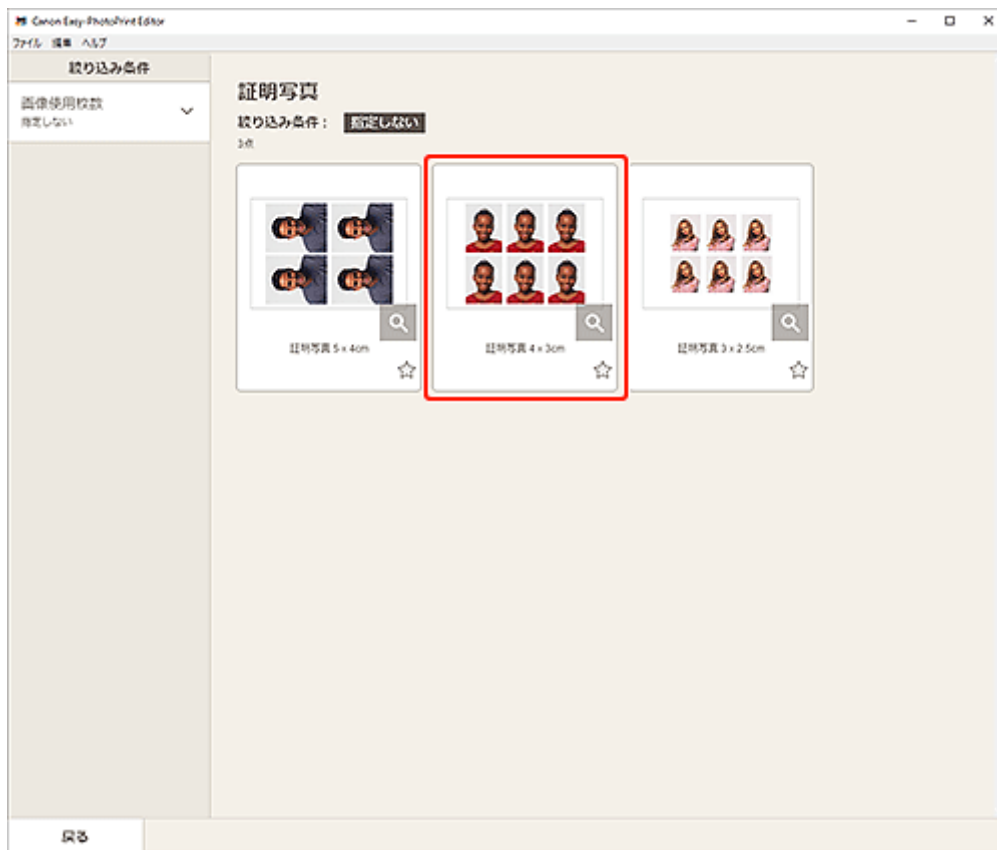 Canon Easy-PhotoPrint Editor
ファイル 編集 ヘルプ
絞り込み条件
画像使用枚数
指定しない
証明写真
絞り込み条件： 指定しない
3点
証明写真 5 x 4cm
証明写真 4 x 3cm
証明写真 3 x 2.5cm
戻る